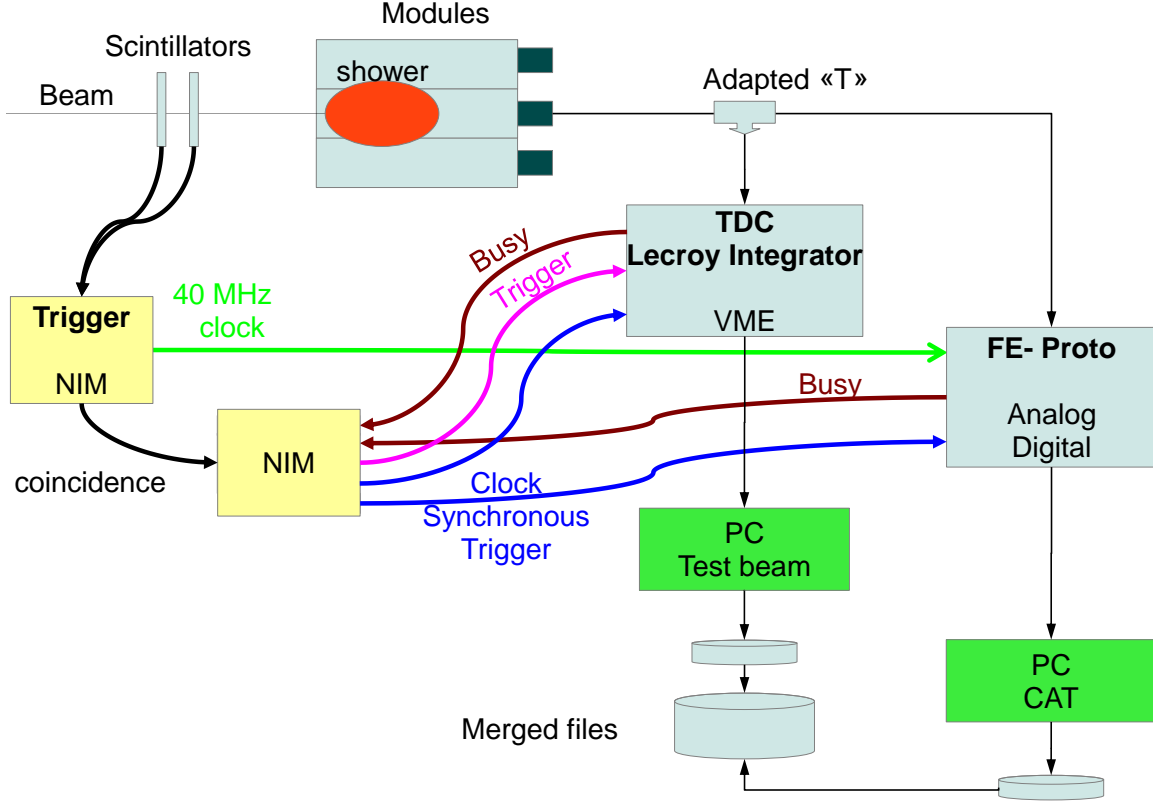 Modules
Scintillators
shower
Beam
Adapted «T»
TDC
Lecroy Integrator
VME
Busy
Trigger
40 MHz
clock
Trigger
NIM
FE- Proto
Analog
Digital
Busy
NIM
coincidence
Clock
Synchronous
Trigger
PC
Test beam
PC
CAT
Merged files